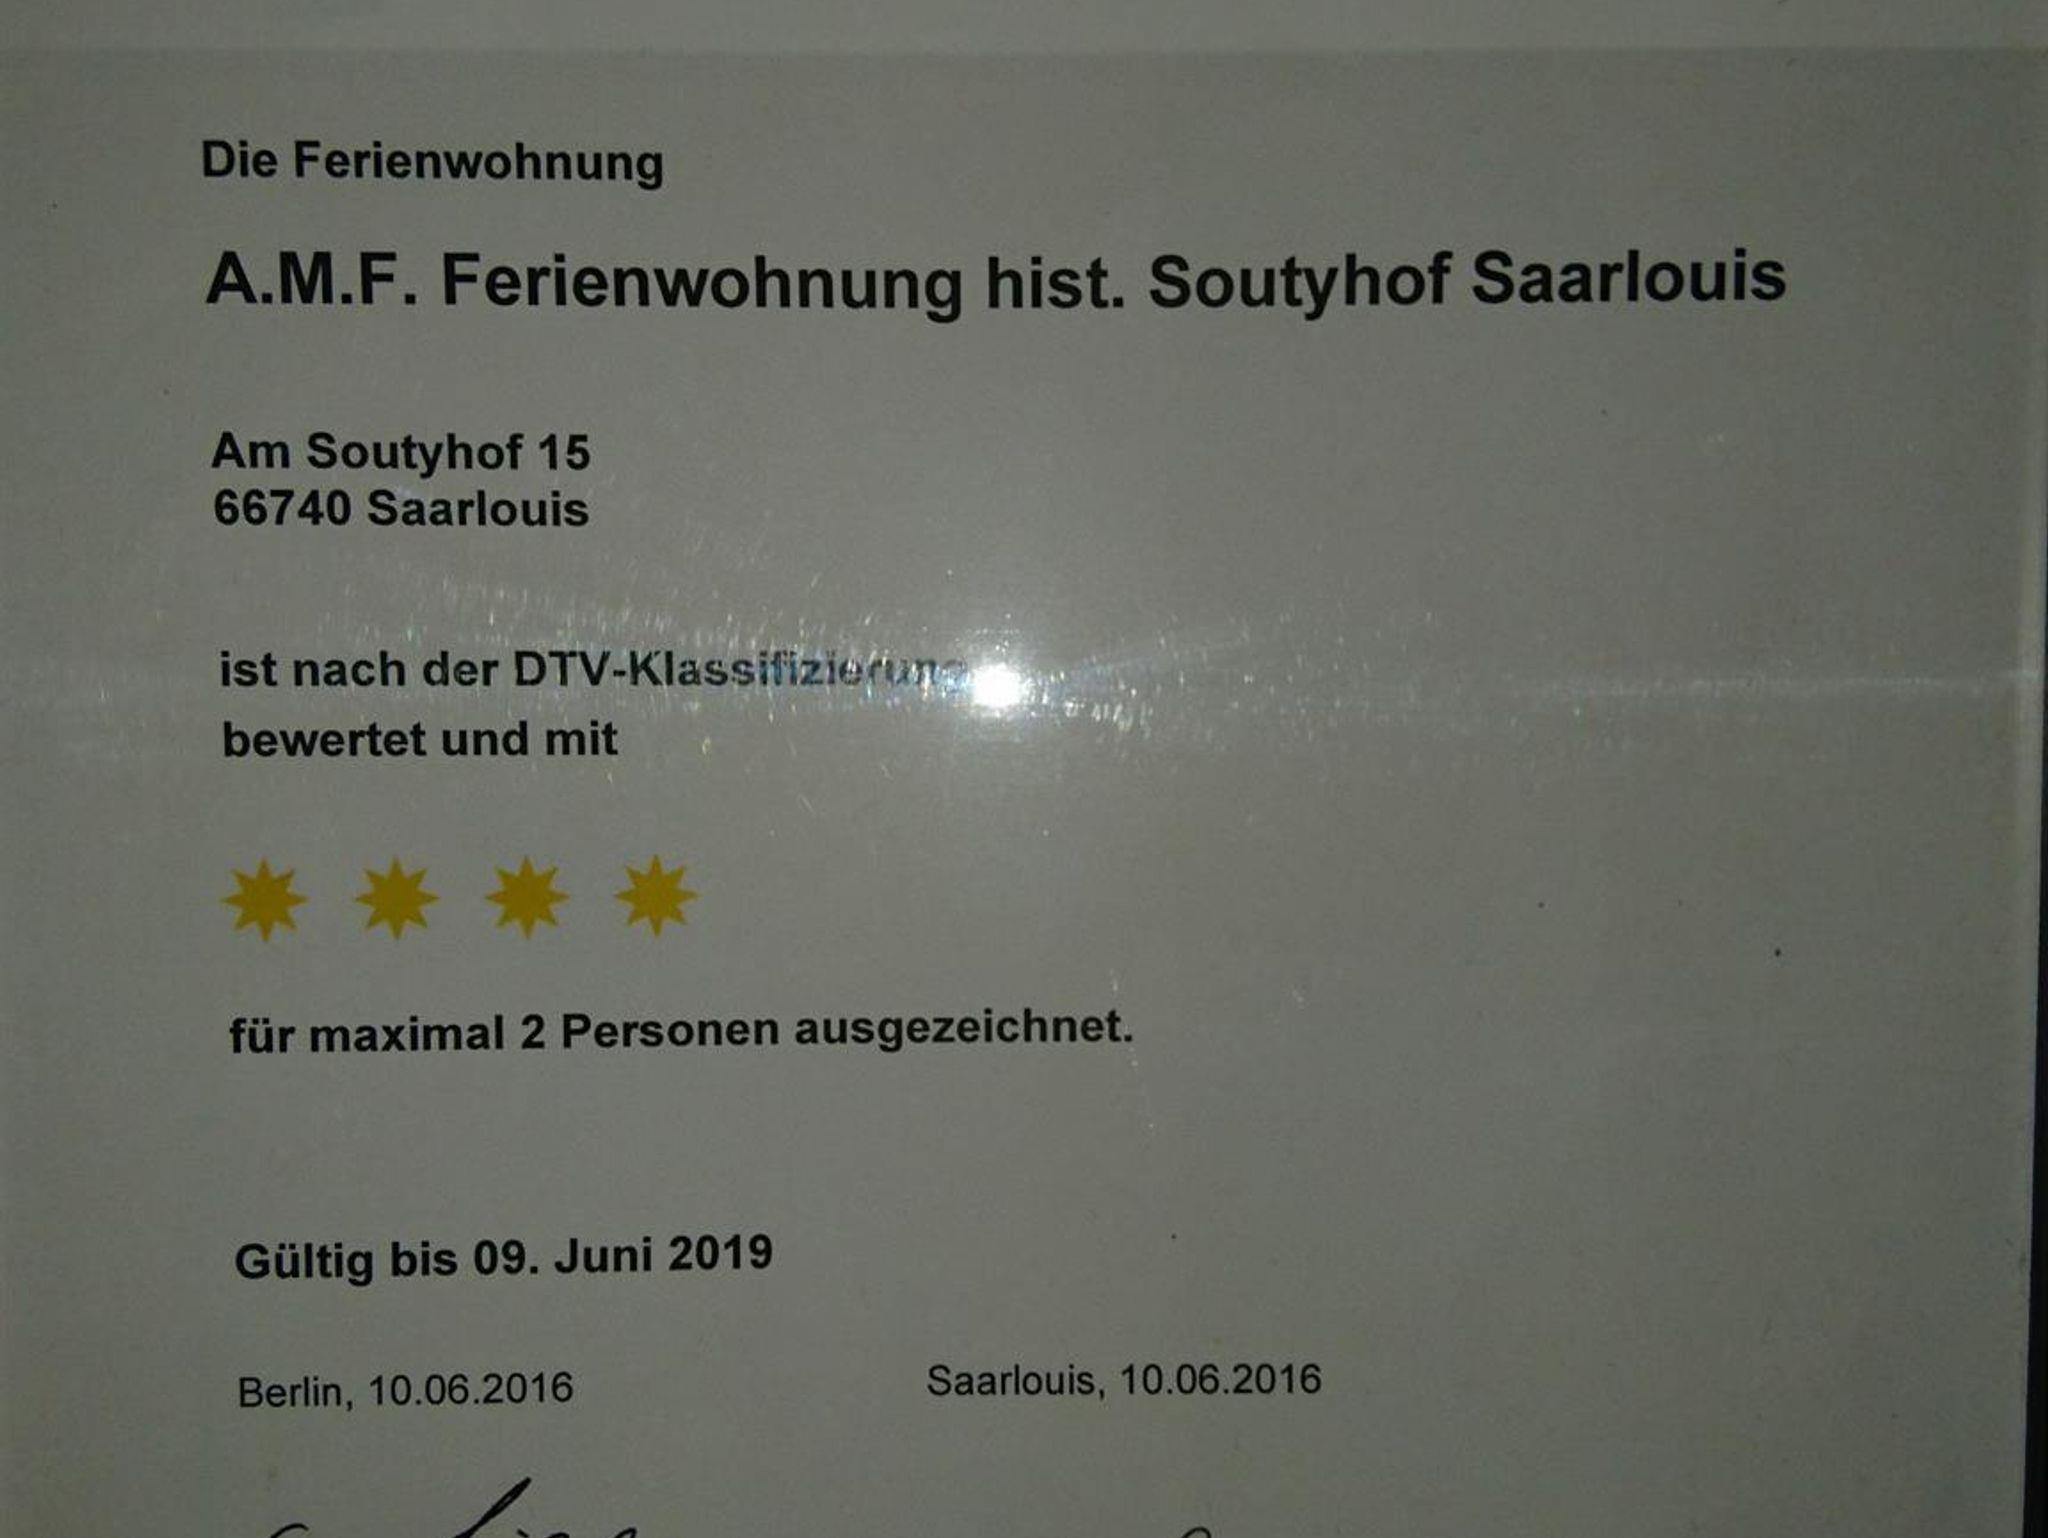 Die Ferienwohnung
A.M.F. Ferienwohnung hist. Soutyhof Saarlouis
Am Soutyhof 15
66740 Saarlouis
ist nach der DTV-Klassifizierung
bewertet und mit
für maximal 2 Personen ausgezeichnet.
Gültig bis 09. Juni 2019
Berlin, 10.06.2016
Saarlouis, 10.06.2016